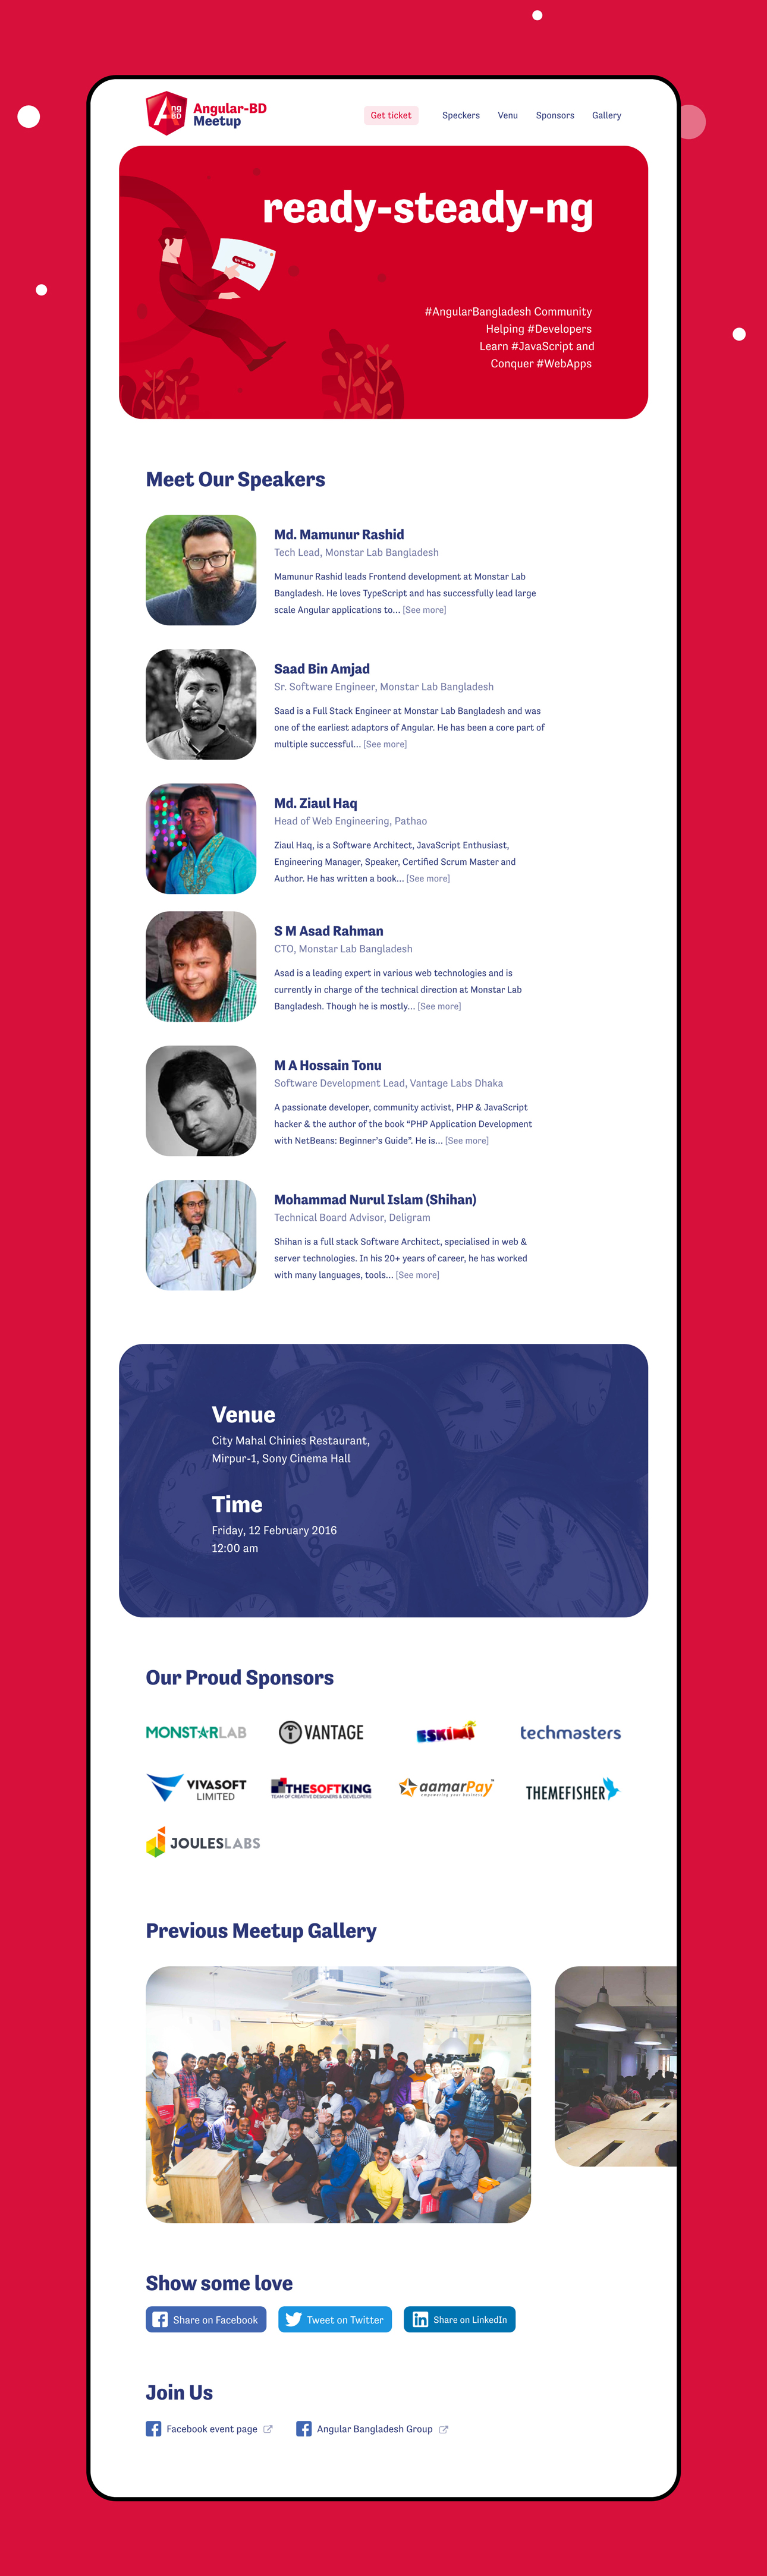 ng
BD
Angular-BD
Meetup
Get ticket
Speckers
Venu
Sponsors
Gallery
ready-steady-ng
#AngularBangladesh Community
Helping #Developers
Learn #JavaScript and
Conquer #WebApps
Meet Our Speakers
Md. Mamunur Rashid
Tech Lead, Monstar Lab Bangladesh
Mamunur Rashid leads Frontend development at Monstar Lab
Bangladesh. He loves TypeScript and has successfully lead large
scale Angular applications to... [See more]
Saad Bin Amjad
Sr. Software Engineer, Monstar Lab Bangladesh
Saad is a Full Stack Engineer at Monstar Lab Bangladesh and was
one of the earliest adaptors of Angular. He has been a core part of
multiple successful... [See more]
Md. Ziaul Haq
Head of Web Engineering, Pathao
Ziaul Haq, is a Software Architect, JavaScript Enthusiast,
Engineering Manager, Speaker, Certified Scrum Master and
Author. He has written a book... [See more]
S M Asad Rahman
CTO, Monstar Lab Bangladesh
Asad is a leading expert in various web technologies and is
currently in charge of the technical direction at Monstar Lab
Bangladesh. Though he is mostly... [See more]
M A Hossain Tonu
Software Development Lead, Vantage Labs Dhaka
A passionate developer, community activist, PHP & JavaScript
hacker & the author of the book “PHP Application Development
with NetBeans: Beginner’s Guide”. He is... [See more]
Mohammad Nurul Islam (Shihan)
Technical Board Advisor, Deligram
Shihan is a full stack Software Architect, specialised in web &
server technologies. In his 20+ years of career, he has worked
with many languages, tools... [See more]
Venue
City Mahal Chinies Restaurant,
Mirpur-1, Sony Cinema Hall
Time
Friday, 12 February 2016
12:00 am
Our Proud Sponsors
MONSTARLAB
VANTAGE
ESKIMI
techmasters
VIVASOFT
LIMITED
THESOFTKING
TEAM OF CREATIVE DESIGNERS & DEVELOPERS
aamarPay™
empowering your business
THEMEFISHER
JOULESLABS
Previous Meetup Gallery
Show some love
Share on Facebook
Tweet on Twitter
Share on LinkedIn
Join Us
Facebook event page
Angular Bangladesh Group